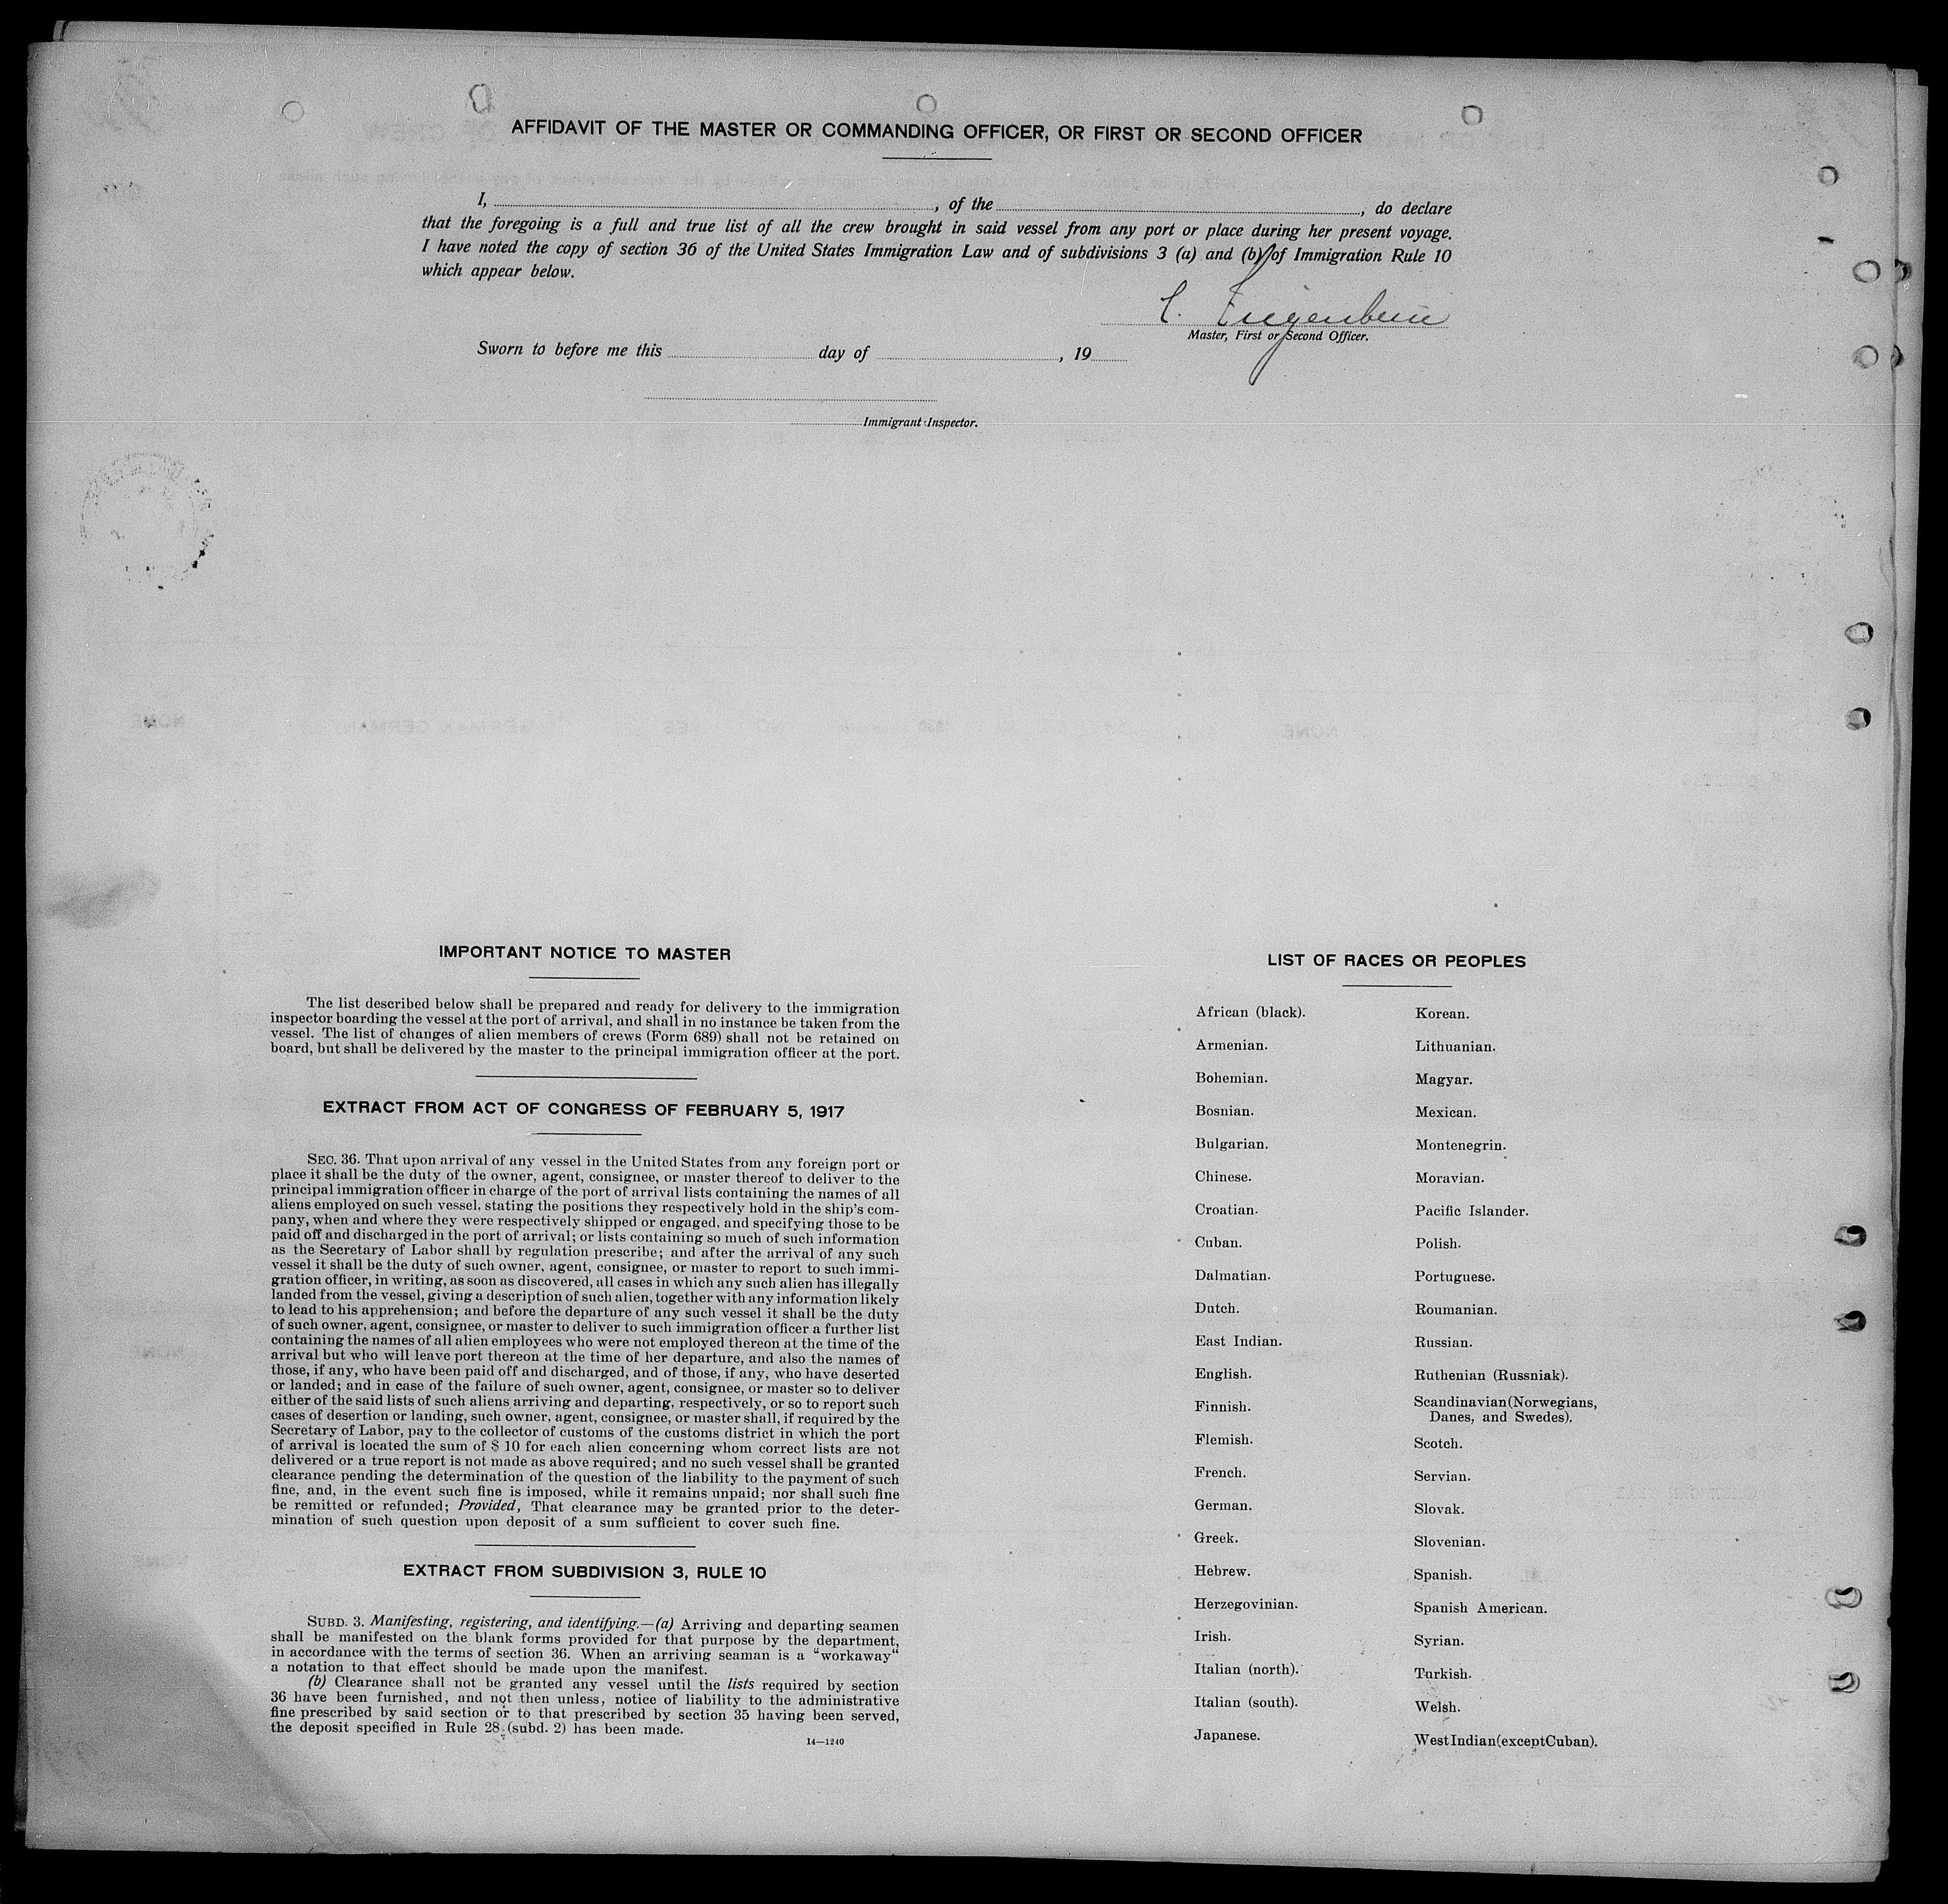 AFFIDAVIT OF THE MASTER OR COMMANDING OFFICER, OR FIRST OR SECOND OFFICER
I, , of the , do declare
that the foregoing is a full and true list of all the crew brought in said vessel from any port or place during her present voyage.
I have noted the copy of section 36 of the United States Immigration Law and of subdivisions 3 (a) and (b) of Immigration Rule 10
which appear below.
Master, First or Second Officer.
Sworn to before me this day of , 19
Immigrant Inspector.
IMPORTANT NOTICE TO MASTER
The list described below shall be prepared and ready for delivery to the immigration
inspector boarding the vessel at the port of arrival, and shall in no instance be taken from the
vessel. The list of changes of alien members of crews (Form 689) shall not be retained on
board, but shall be delivered by the master to the principal immigration officer at the port.
EXTRACT FROM ACT OF CONGRESS OF FEBRUARY 5, 1917
SEC. 36. That upon arrival of any vessel in the United States from any foreign port or
place it shall be the duty of the owner, agent, consignee, or master thereof to deliver to the
principal immigration officer in charge of the port of arrival lists containing the names of all
aliens employed on such vessel, stating the positions they respectively hold in the ship's com-
pany, when and where they were respectively shipped or engaged, and specifying those to be
paid off and discharged in the port of arrival; or lists containing so much of such information
as the Secretary of Labor shall by regulation prescribe; and after the arrival of any such
vessel it shall be the duty of such owner, agent, consignee, or master to report to such immi-
gration officer, in writing, as soon as discovered, all cases in which any such alien has illegally
landed from the vessel, giving a description of such alien, together with any information likely
to lead to his apprehension; and before the departure of any such vessel it shall be the duty
of such owner, agent, consignee, or master to deliver to such immigration officer a further list
containing the names of all alien employees who were not employed thereon at the time of the
arrival but who will leave port thereon at the time of her departure, and also the names of
those, if any, who have been paid off and discharged, and of those, if any, who have deserted
or landed; and in case of the failure of such owner, agent, consignee, or master so to deliver
either of the said lists of such aliens arriving and departing, respectively, or so to report such
cases of desertion or landing, such owner, agent, consignee, or master shall, if required by the
Secretary of Labor, pay to the collector of customs of the customs district in which the port
of arrival is located the sum of $ 10 for each alien concerning whom correct lists are not
delivered or a true report is not made as above required; and no such vessel shall be granted
clearance pending the determination of the question of the liability to the payment of such
fine, and, in the event such fine is imposed, while it remains unpaid; nor shall such fine
be remitted or refunded; Provided, That clearance may be granted prior to the deter-
mination of such question upon deposit of a sum sufficient to cover such fine.
EXTRACT FROM SUBDIVISION 3, RULE 10
SUBD. 3. Manifesting, registering, and identifying.—(a) Arriving and departing seamen
shall be manifested on the blank forms provided for that purpose by the department,
in accordance with the terms of section 36. When an arriving seaman is a "workaway"
a notation to that effect should be made upon the manifest.
(b) Clearance shall not be granted any vessel until the lists required by section
36 have been furnished, and not then unless, notice of liability to the administrative
fine prescribed by said section or to that prescribed by section 35 having been served,
the deposit specified in Rule 28 (subd. 2) has been made.
14—1240
LIST OF RACES OR PEOPLES
African (black).
Armenian.
Bohemian.
Bosnian.
Bulgarian.
Chinese.
Croatian.
Cuban.
Dalmatian.
Dutch.
East Indian.
English.
Finnish.
Flemish.
French.
German.
Greek.
Hebrew.
Herzegovinian.
Irish.
Italian (north).
Italian (south).
Japanese.
Korean.
Lithuanian.
Magyar.
Mexican.
Montenegrin.
Moravian.
Pacific Islander.
Polish.
Portuguese.
Roumanian.
Russian.
Ruthenian (Russniak).
Scandinavian (Norwegians,
Danes, and Swedes).
Scotch.
Servian.
Slovak.
Slovenian.
Spanish.
Spanish American.
Syrian.
Turkish.
Welsh.
West Indian (except Cuban).